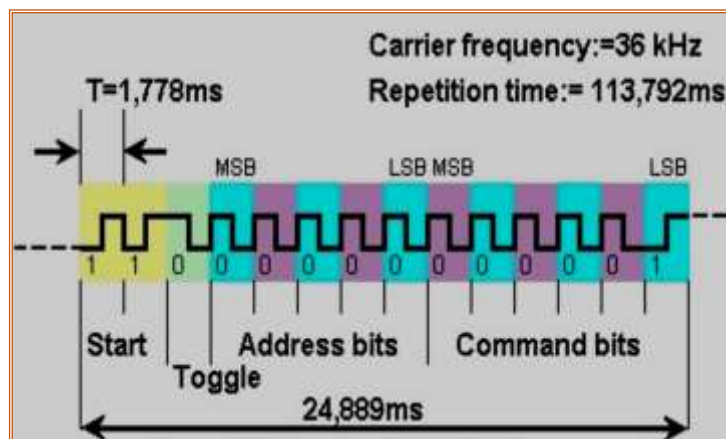 Carrier frequency:=36 kHz
T=1,778ms
Repetition time:= 113,792ms
MSB LSB MSB LSB
1 1 0 0 0 0 0 0 0 0 0 0 0 1
Start Address bits Command bits
Toggle
24,889ms